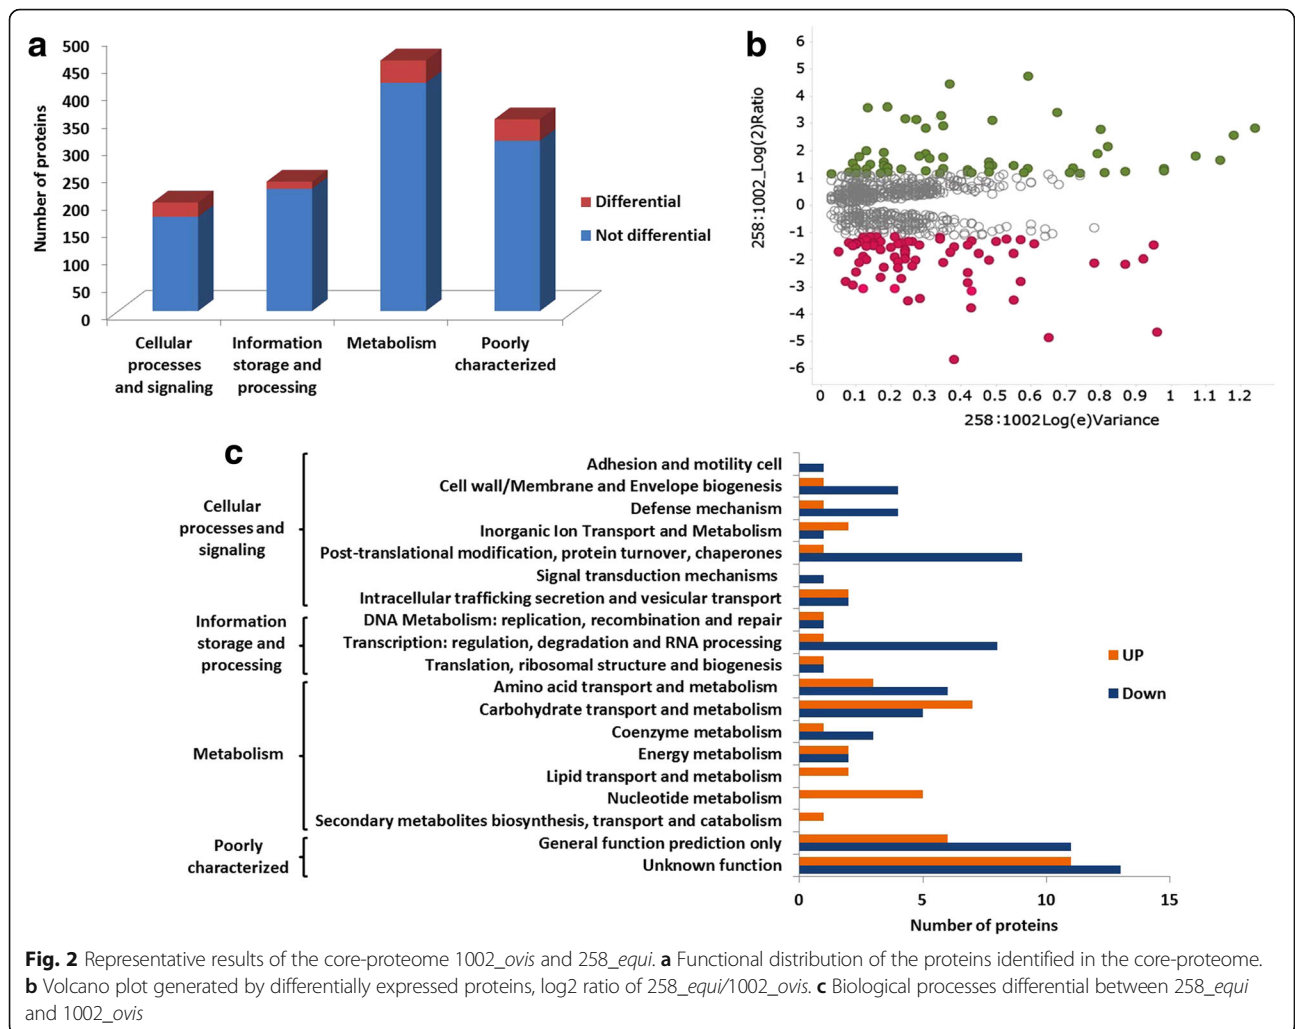 a
500
450
400
350
300
250
200
150
100
50
0
Number of proteins
Cellular
processes
and signaling
Information
storage and
processing
Metabolism
Poorly
characterized
Differential
Not differential
b
6
5
4
3
2
1
0
-1
-2
-3
-4
-5
-6
258:1002_Log(2)Ratio
0 0.1 0.2 0.3 0.4 0.5 0.6 0.7 0.8 0.9 1 1.1 1.2
258:1002Log(e)Variance
c
Cellular
processes and
signaling
Adhesion and motility cell
Cell wall/Membrane and Envelope biogenesis
Defense mechanism
Inorganic Ion Transport and Metabolism
Post-translational modification, protein turnover, chaperones
Signal transduction mechanisms
Intracellular trafficking secretion and vesicular transport
Information
storage and
processing
DNA Metabolism: replication, recombination and repair
Transcription: regulation, degradation and RNA processing
Translation, ribosomal structure and biogenesis
Metabolism
Amino acid transport and metabolism
Carbohydrate transport and metabolism
Coenzyme metabolism
Energy metabolism
Lipid transport and metabolism
Nucleotide metabolism
Secondary metabolites biosynthesis, transport and catabolism
Poorly
characterized
General function prediction only
Unknown function
UP
Down
0 5 10 15
Number of proteins
Fig. 2 Representative results of the core-proteome 1002_ovis and 258_equi. a Functional distribution of the proteins identified in the core-proteome.
b Volcano plot generated by differentially expressed proteins, log2 ratio of 258_equi/1002_ovis. c Biological processes differential between 258_equi
and 1002_ovis